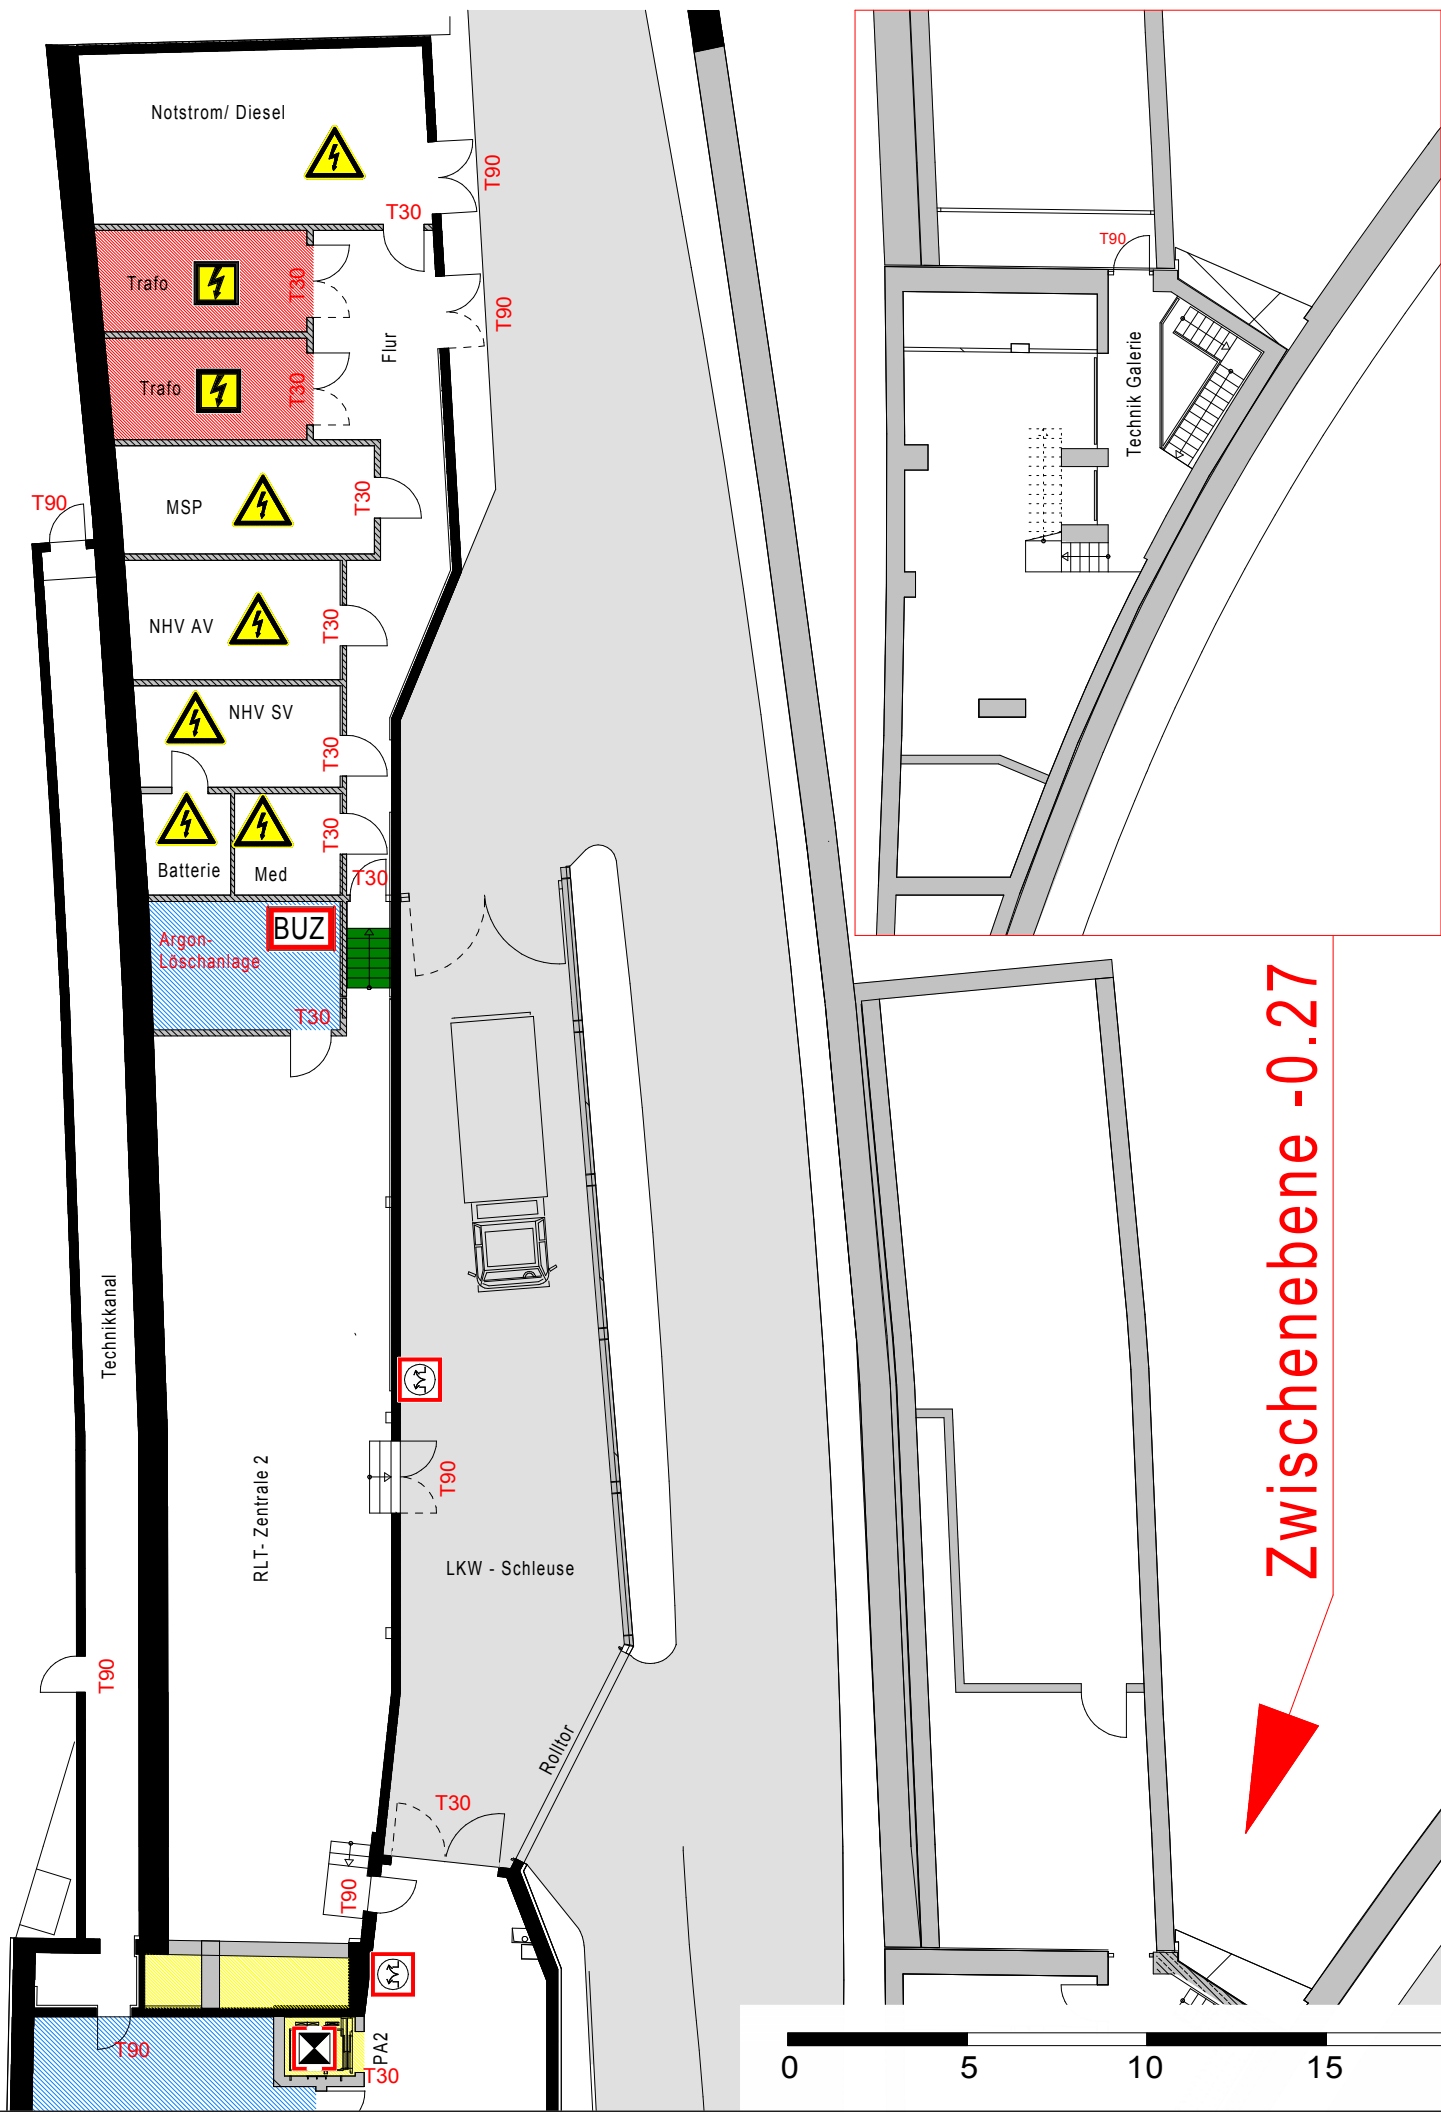 Notstrom/ Diesel
T90
T30
Trafo
T30
T90
Flur
Trafo
T30
MSP
T30
T90
NHV AV
T30
NHV SV
T30
Batterie
Med
T30
T30
BUZ
Argon-
Löschanlage
T30
Technikkanal
RLT- Zentrale 2
T90
LKW - Schleuse
T90
Rolltor
T30
T90
T90
PA2
T30
T90
Technik Galerie
Zwischenebene -0.27
0
5
10
15